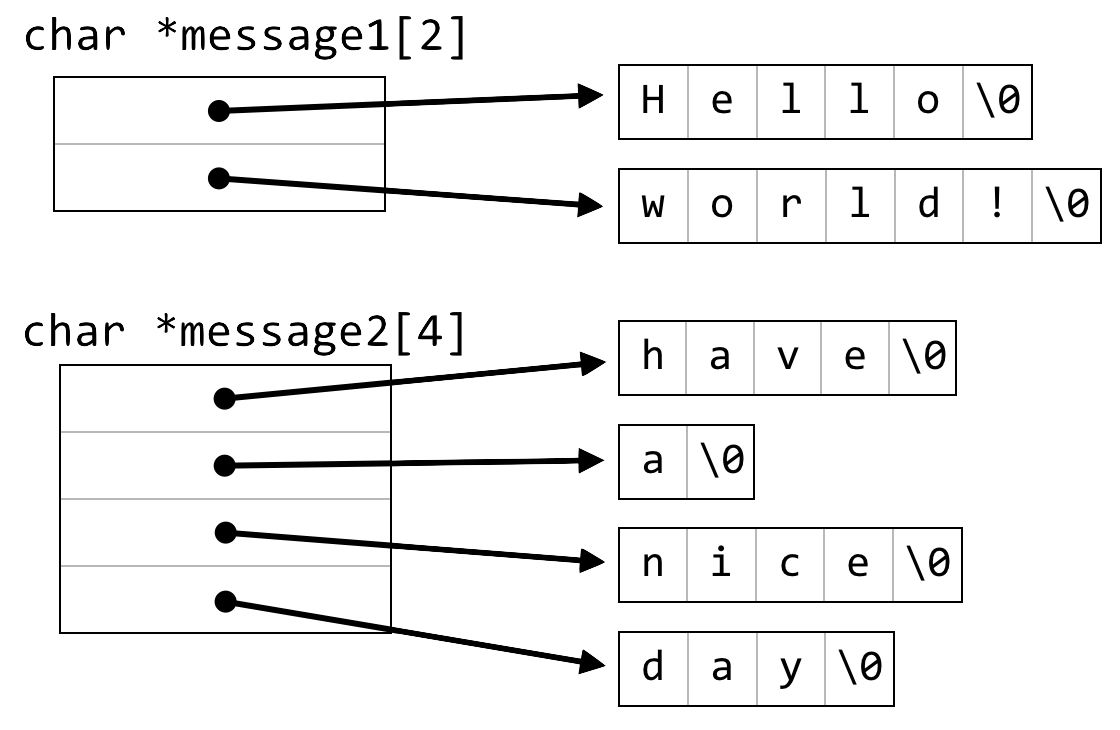 char *message1[2]
H e l l o \0
w o r l d ! \0
char *message2[4]
h a v e \0
a \0
n i c e \0
d a y \0